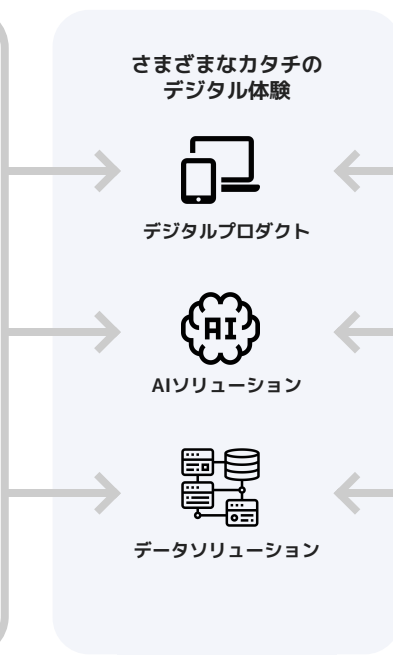 さまざまなカタチの
デジタル体験
デジタルプロダクト
AI
AIソリューション
データソリューション